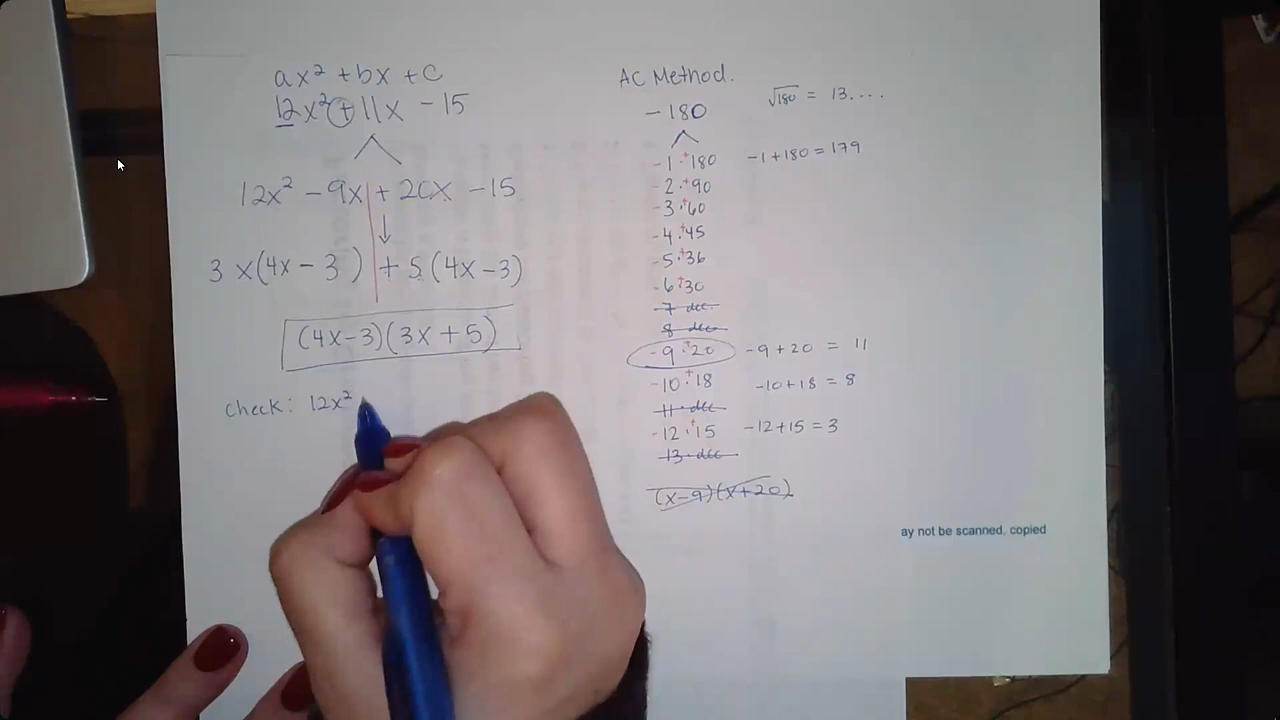 ax² + bx + c
12x² + 11x - 15
12x² - 9x + 20x - 15
3x(4x - 3) + 5(4x - 3)
(4x - 3)(3x + 5)
Check: 12x²
AC Method.
-180
√180 = 13....
-1 · +180 -1 + 180 = 179
-2 · +90
-3 · +60
-4 · +45
-5 · +36
-6 · +30
7 dec.
8 dec
-9 · +20 -9 + 20 = 11
-10 · +18 -10 + 18 = 8
11 · dec
-12 · +15 -12 + 15 = 3
13 · dec
(x - 9)(x + 20)
ay not be scanned, copied